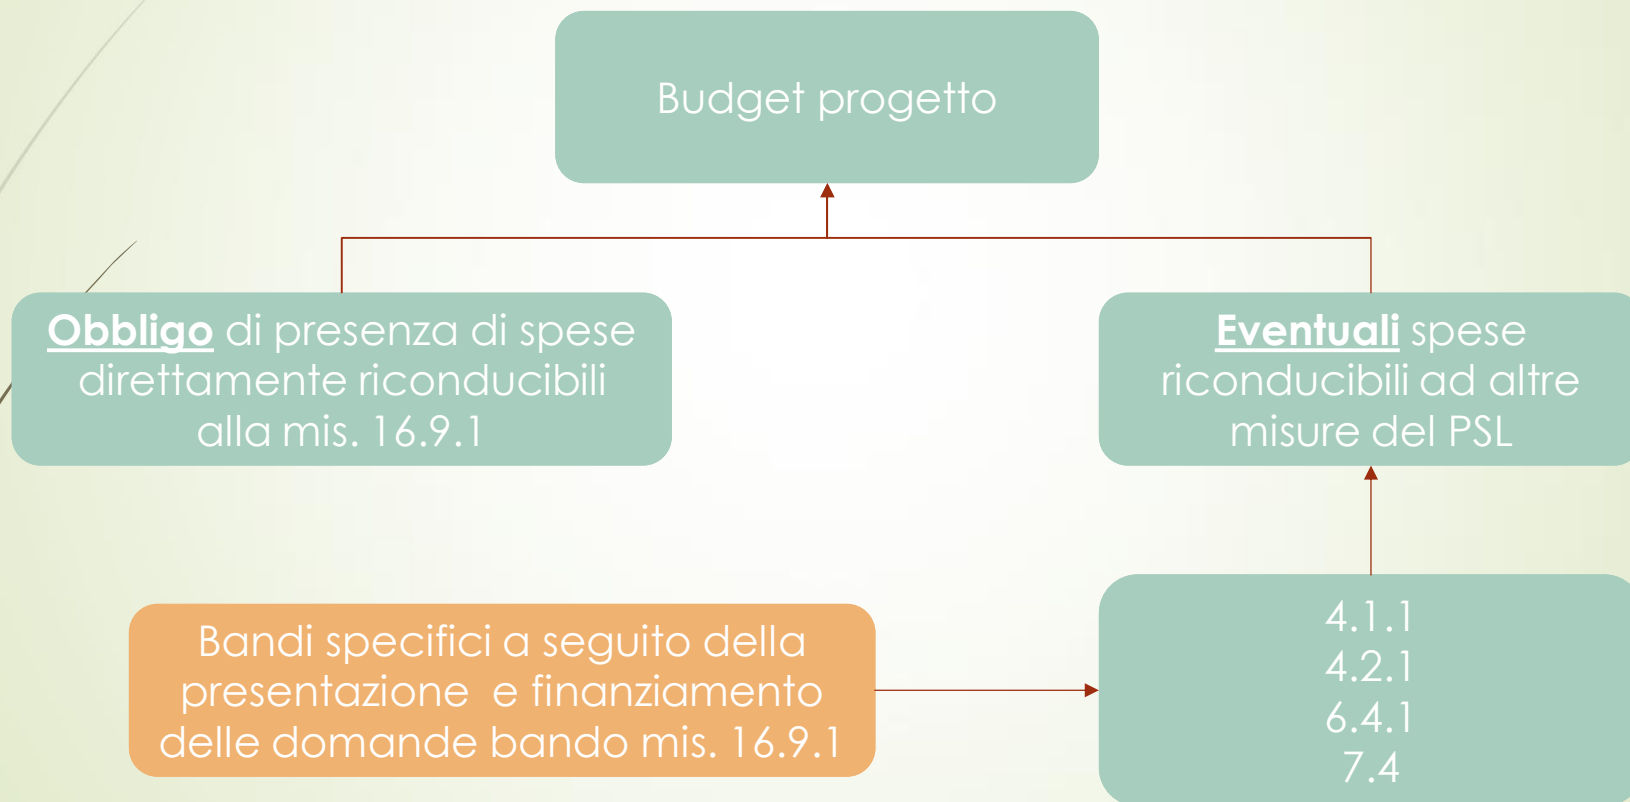 Budget progetto
Obbligo di presenza di spese
direttamente riconducibili
alla mis. 16.9.1
Eventuali spese
riconducibili ad altre
misure del PSL
Bandi specifici a seguito della
presentazione e finanziamento
delle domande bando mis. 16.9.1
4.1.1
4.2.1
6.4.1
7.4